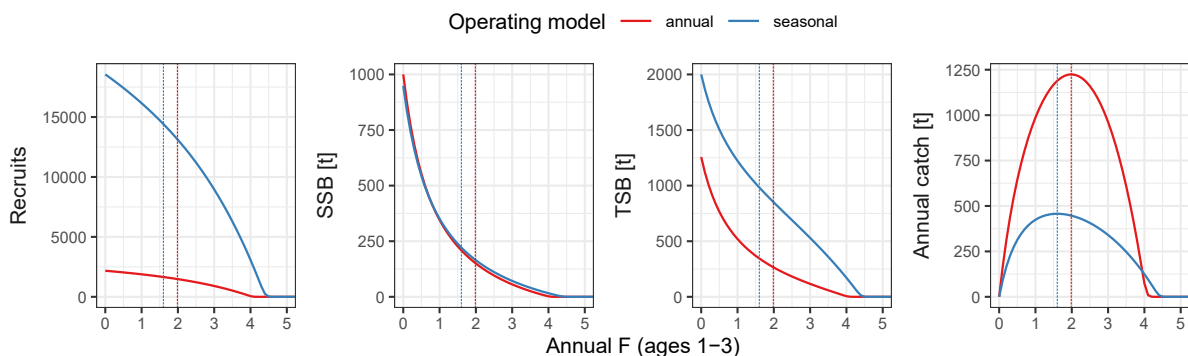 Operating model annual seasonal
Recruits
15000
10000
5000
0
0 1 2 3 4 5
SSB [t]
1000
750
500
250
0
0 1 2 3 4 5
TSB [t]
2000
1500
1000
500
0
0 1 2 3 4 5
Annual catch [t]
1250
1000
750
500
250
0
0 1 2 3 4 5
Annual F (ages 1−3)